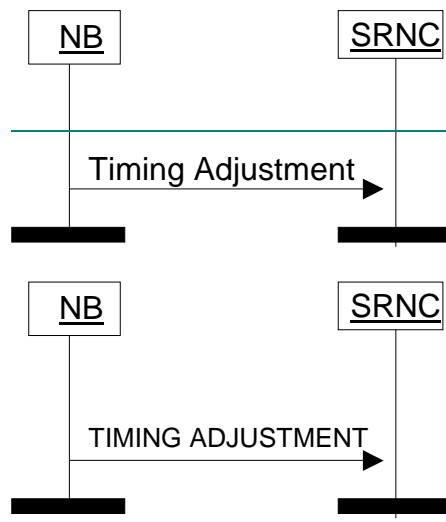 NB
SRNC
Timing Adjustment
NB
SRNC
TIMING ADJUSTMENT